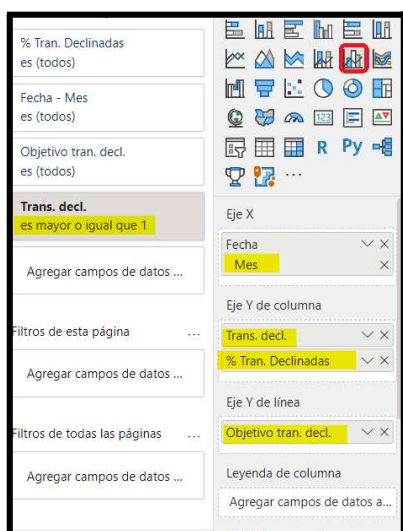 % Tran. Declinadas
es (todos)
Fecha - Mes
es (todos)
Objetivo tran. decl.
es (todos)
Trans. decl.
es mayor o igual que 1
Agregar campos de datos ...
Filtros de esta página ...
Agregar campos de datos ...
Filtros de todas las páginas ...
Agregar campos de datos ...
123
R Py
...
Eje X
Fecha
Mes
Eje Y de columna
Trans. decl.
% Tran. Declinadas
Eje Y de línea
Objetivo tran. decl.
Leyenda de columna
Agregar campos de datos a...